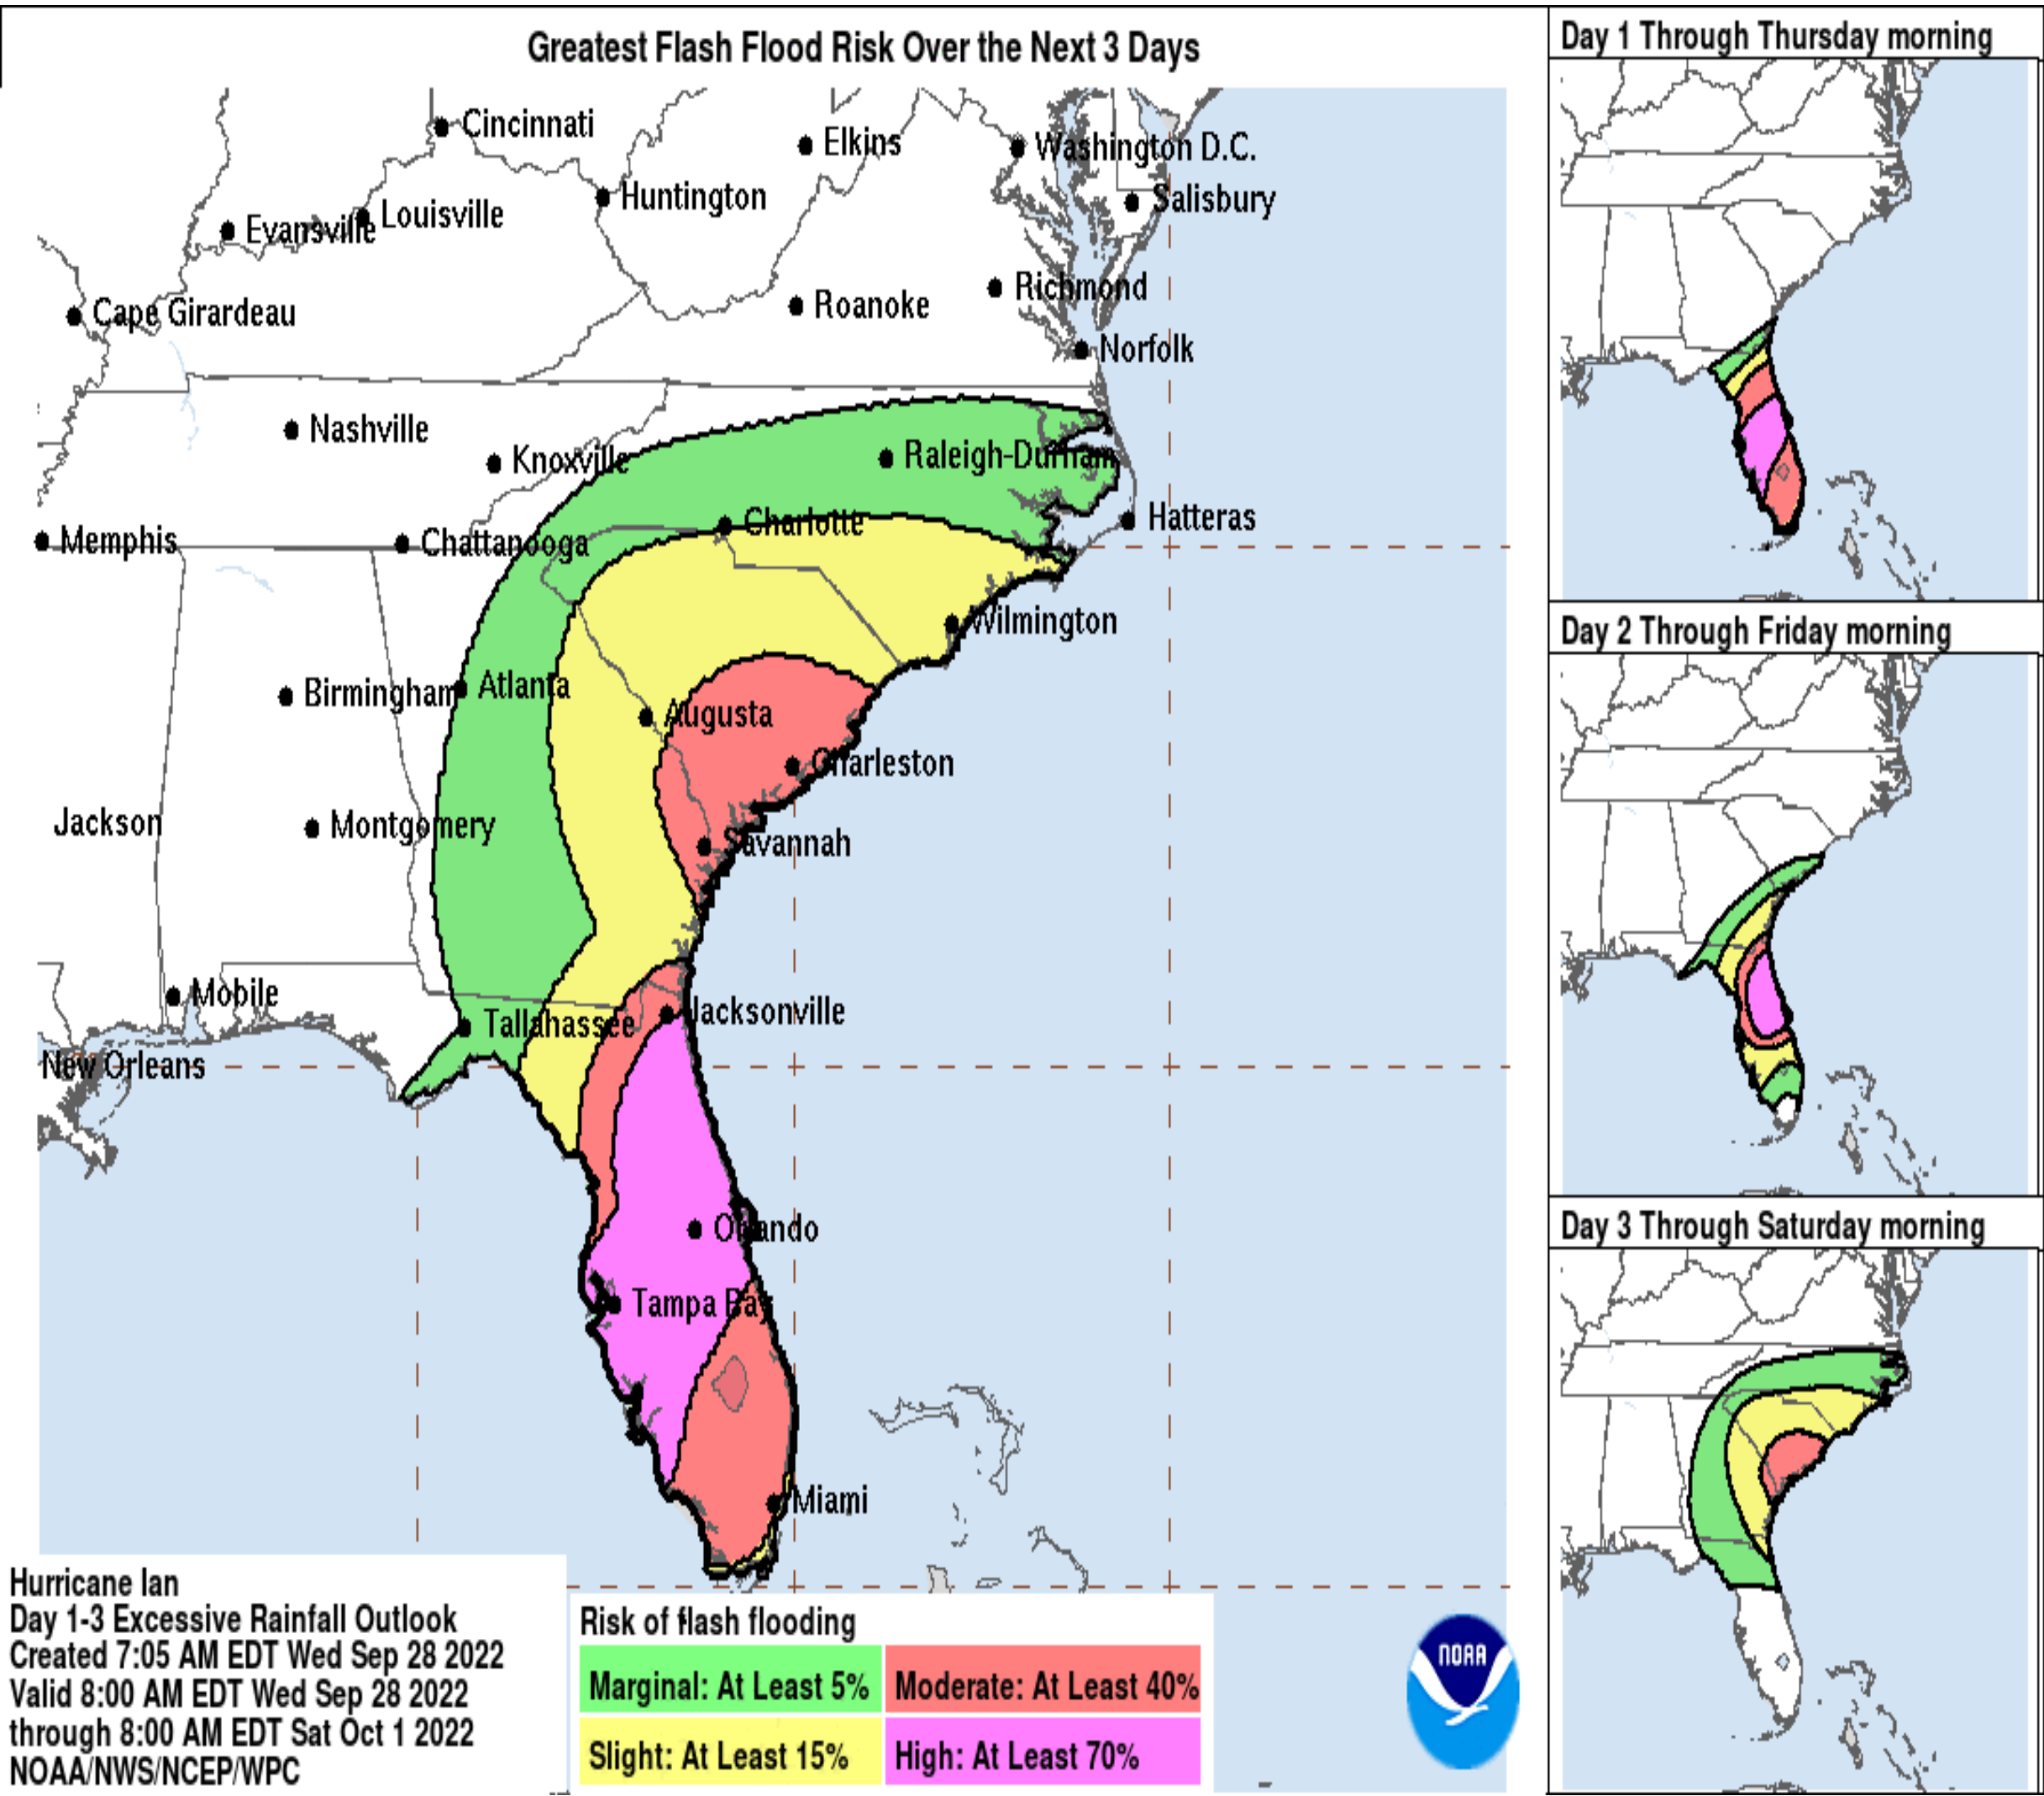 Greatest Flash Flood Risk Over the Next 3 Days
Cincinnati
Elkins
Washington D.C.
Huntington
Salisbury
Evansville
Louisville
Richmond
Cape Girardeau
Roanoke
Norfolk
Nashville
Knoxville
Raleigh-Durham
Memphis
Chattanooga
Charlotte
Hatteras
Wilmington
Birmingham
Atlanta
Augusta
Charleston
Jackson
Montgomery
Savannah
Mobile
Tallahassee
Jacksonville
New Orleans
Orlando
Tampa Bay
Miami
Hurricane Ian
Day 1-3 Excessive Rainfall Outlook
Created 7:05 AM EDT Wed Sep 28 2022
Valid 8:00 AM EDT Wed Sep 28 2022
through 8:00 AM EDT Sat Oct 1 2022
NOAA/NWS/NCEP/WPC
Risk of flash flooding
Marginal: At Least 5%
Moderate: At Least 40%
Slight: At Least 15%
High: At Least 70%
NOAA
Day 1 Through Thursday morning
Day 2 Through Friday morning
Day 3 Through Saturday morning